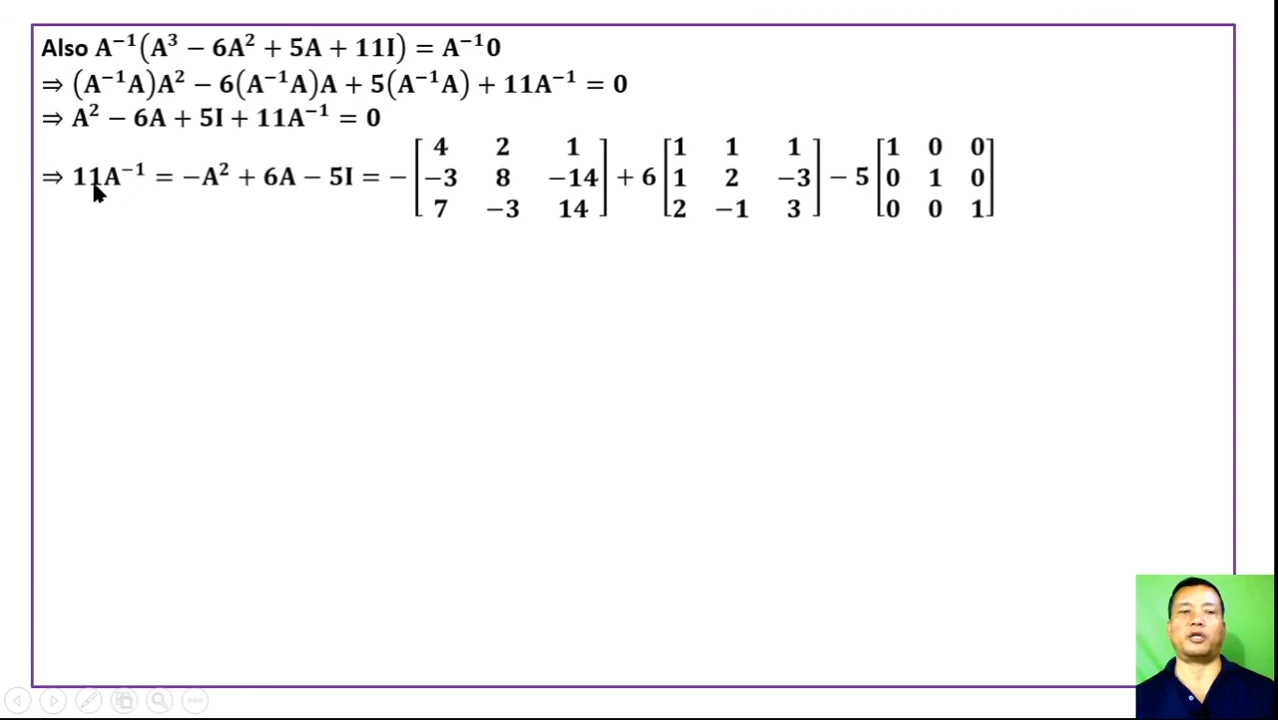 Also A⁻¹(A³ − 6A² + 5A + 11I) = A⁻¹0
⇒ (A⁻¹A)A² − 6(A⁻¹A)A + 5(A⁻¹A) + 11A⁻¹ = 0
⇒ A² − 6A + 5I + 11A⁻¹ = 0
⇒ 11A⁻¹ = −A² + 6A − 5I = − [4 2 1; −3 8 −14; 7 −3 14] + 6 [1 1 1; 1 2 −3; 2 −1 3] − 5 [1 0 0; 0 1 0; 0 0 1]